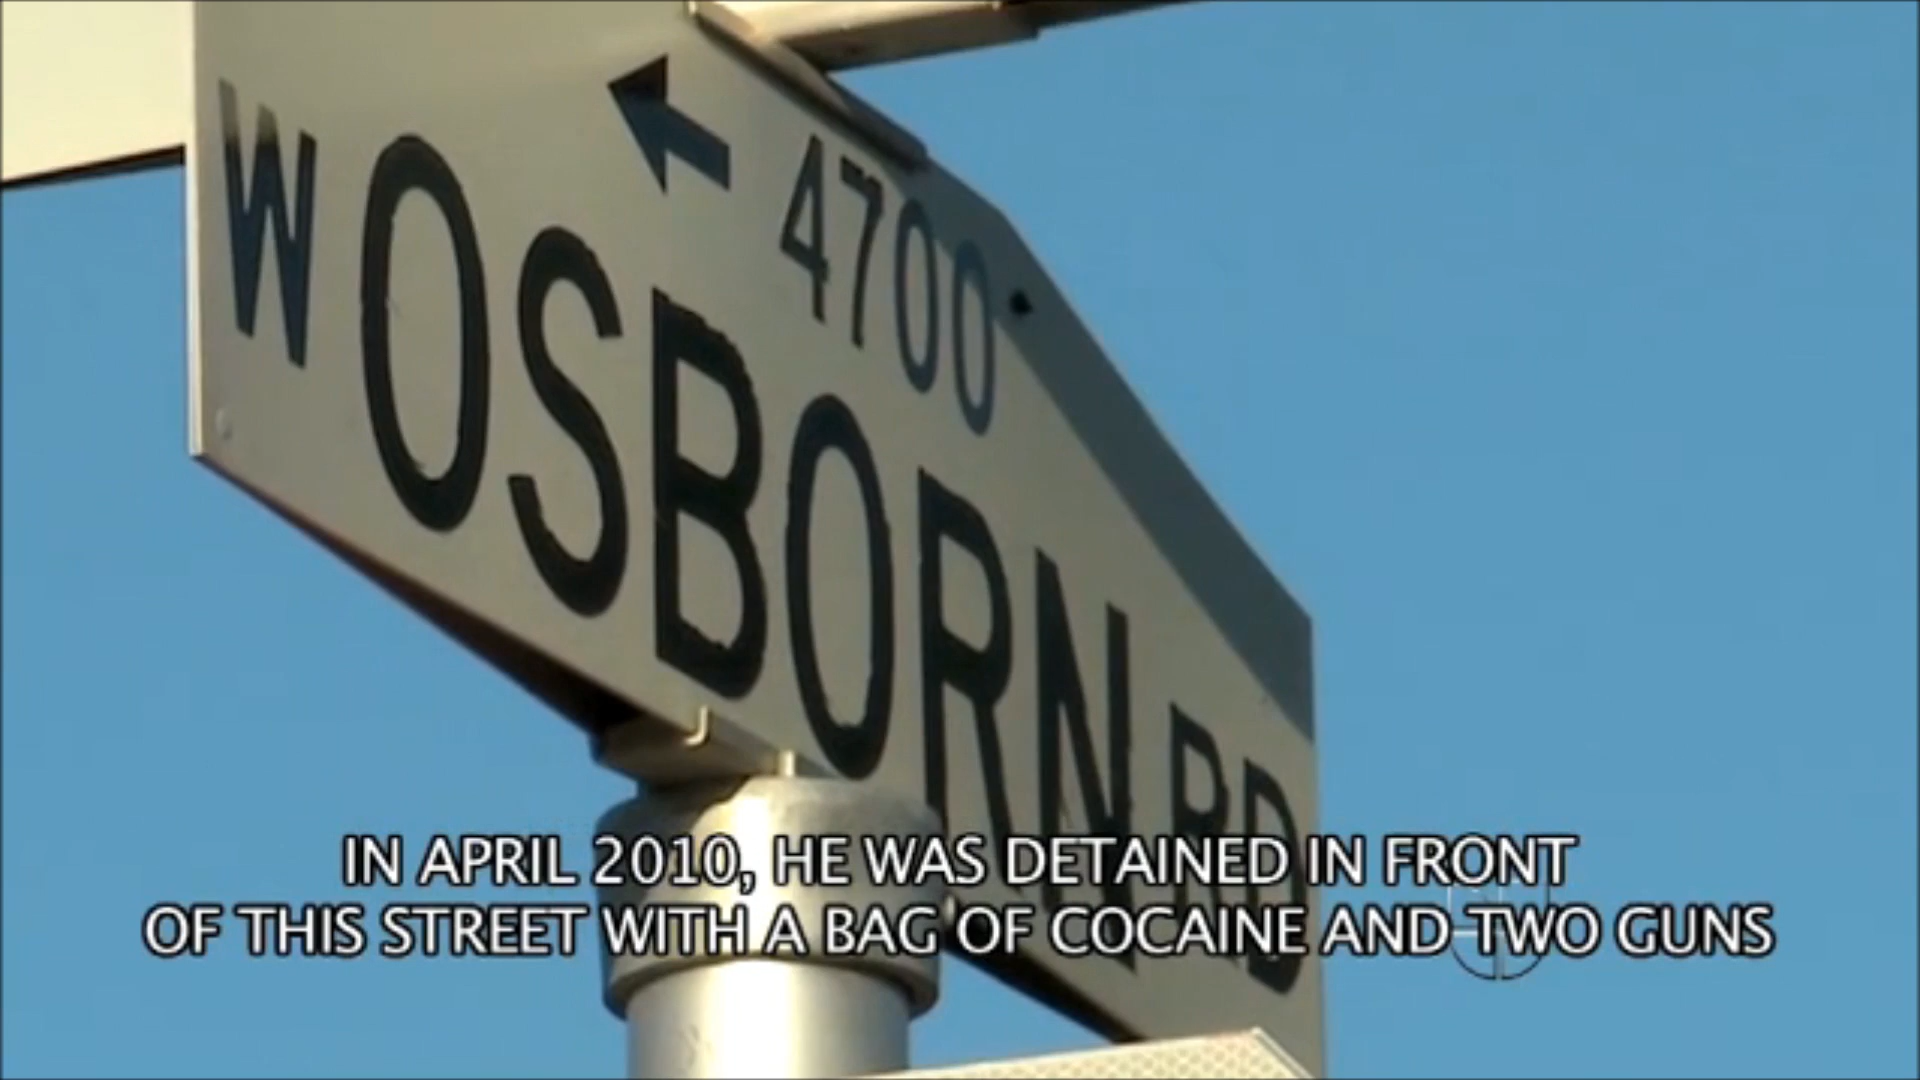 4700
W OSBORN RD
IN APRIL 2010, HE WAS DETAINED IN FRONT
OF THIS STREET WITH A BAG OF COCAINE AND TWO GUNS